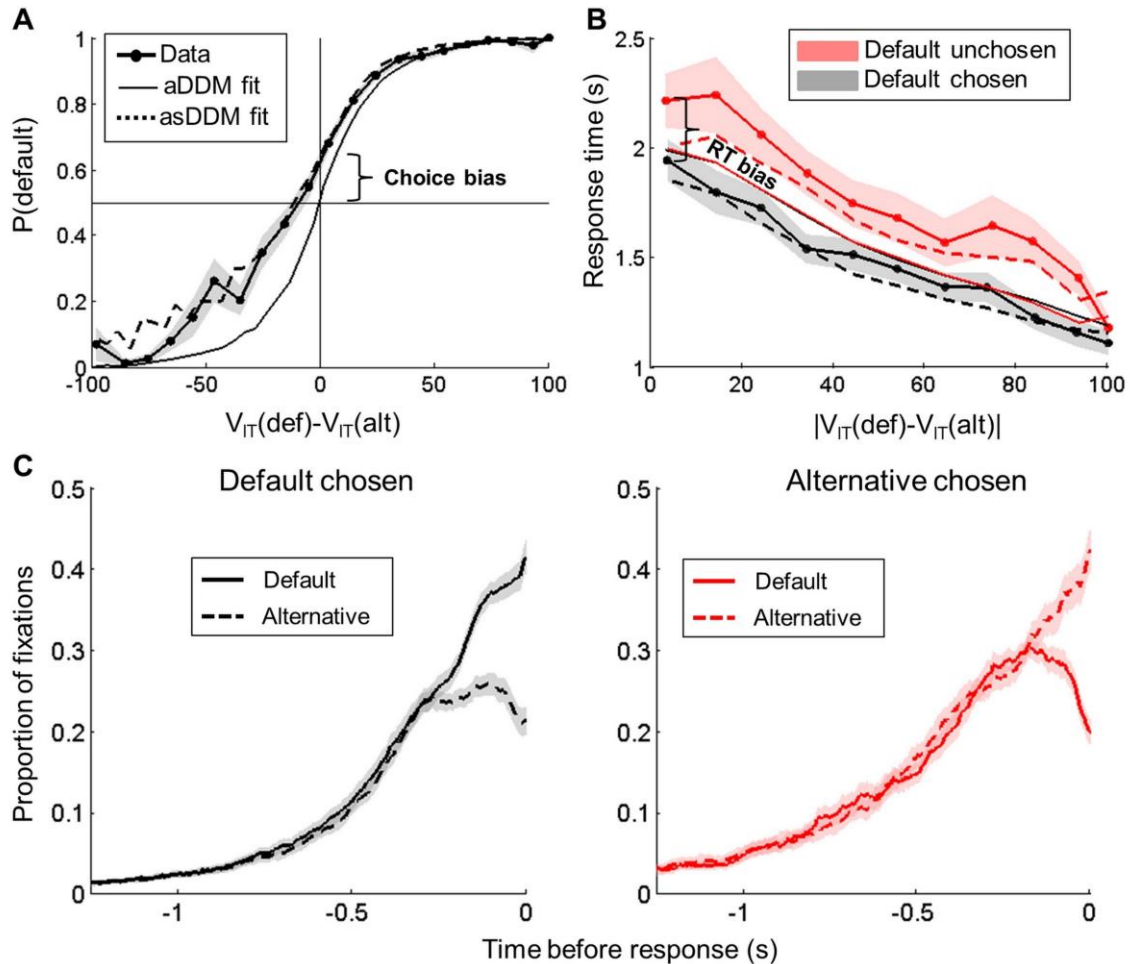 A
P(default)
1
0.8
0.6
0.4
0.2
0
-100
-50
0
50
100
V_IT(def)-V_IT(alt)
Data
aDDM fit
asDDM fit
Choice bias
B
Response time (s)
2.5
2
1.5
1
0
20
40
60
80
100
|V_IT(def)-V_IT(alt)|
Default unchosen
Default chosen
RT bias
C
Default chosen
Proportion of fixations
0.5
0.4
0.3
0.2
0.1
0
-1
-0.5
0
Default
Alternative
Alternative chosen
0.5
0.4
0.3
0.2
0.1
0
-1
-0.5
0
Default
Alternative
Time before response (s)